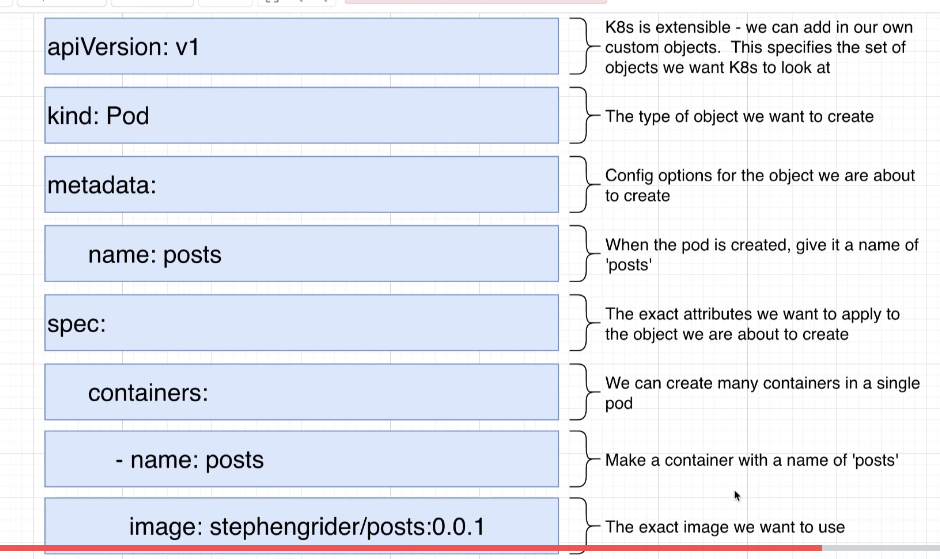 apiVersion: v1
K8s is extensible - we can add in our own
custom objects.  This specifies the set of
objects we want K8s to look at
kind: Pod
The type of object we want to create
metadata:
Config options for the object we are about
to create
name: posts
When the pod is created, give it a name of
'posts'
spec:
The exact attributes we want to apply to
the object we are about to create
containers:
We can create many containers in a single
pod
- name: posts
Make a container with a name of 'posts'
image: stephengrider/posts:0.0.1
The exact image we want to use